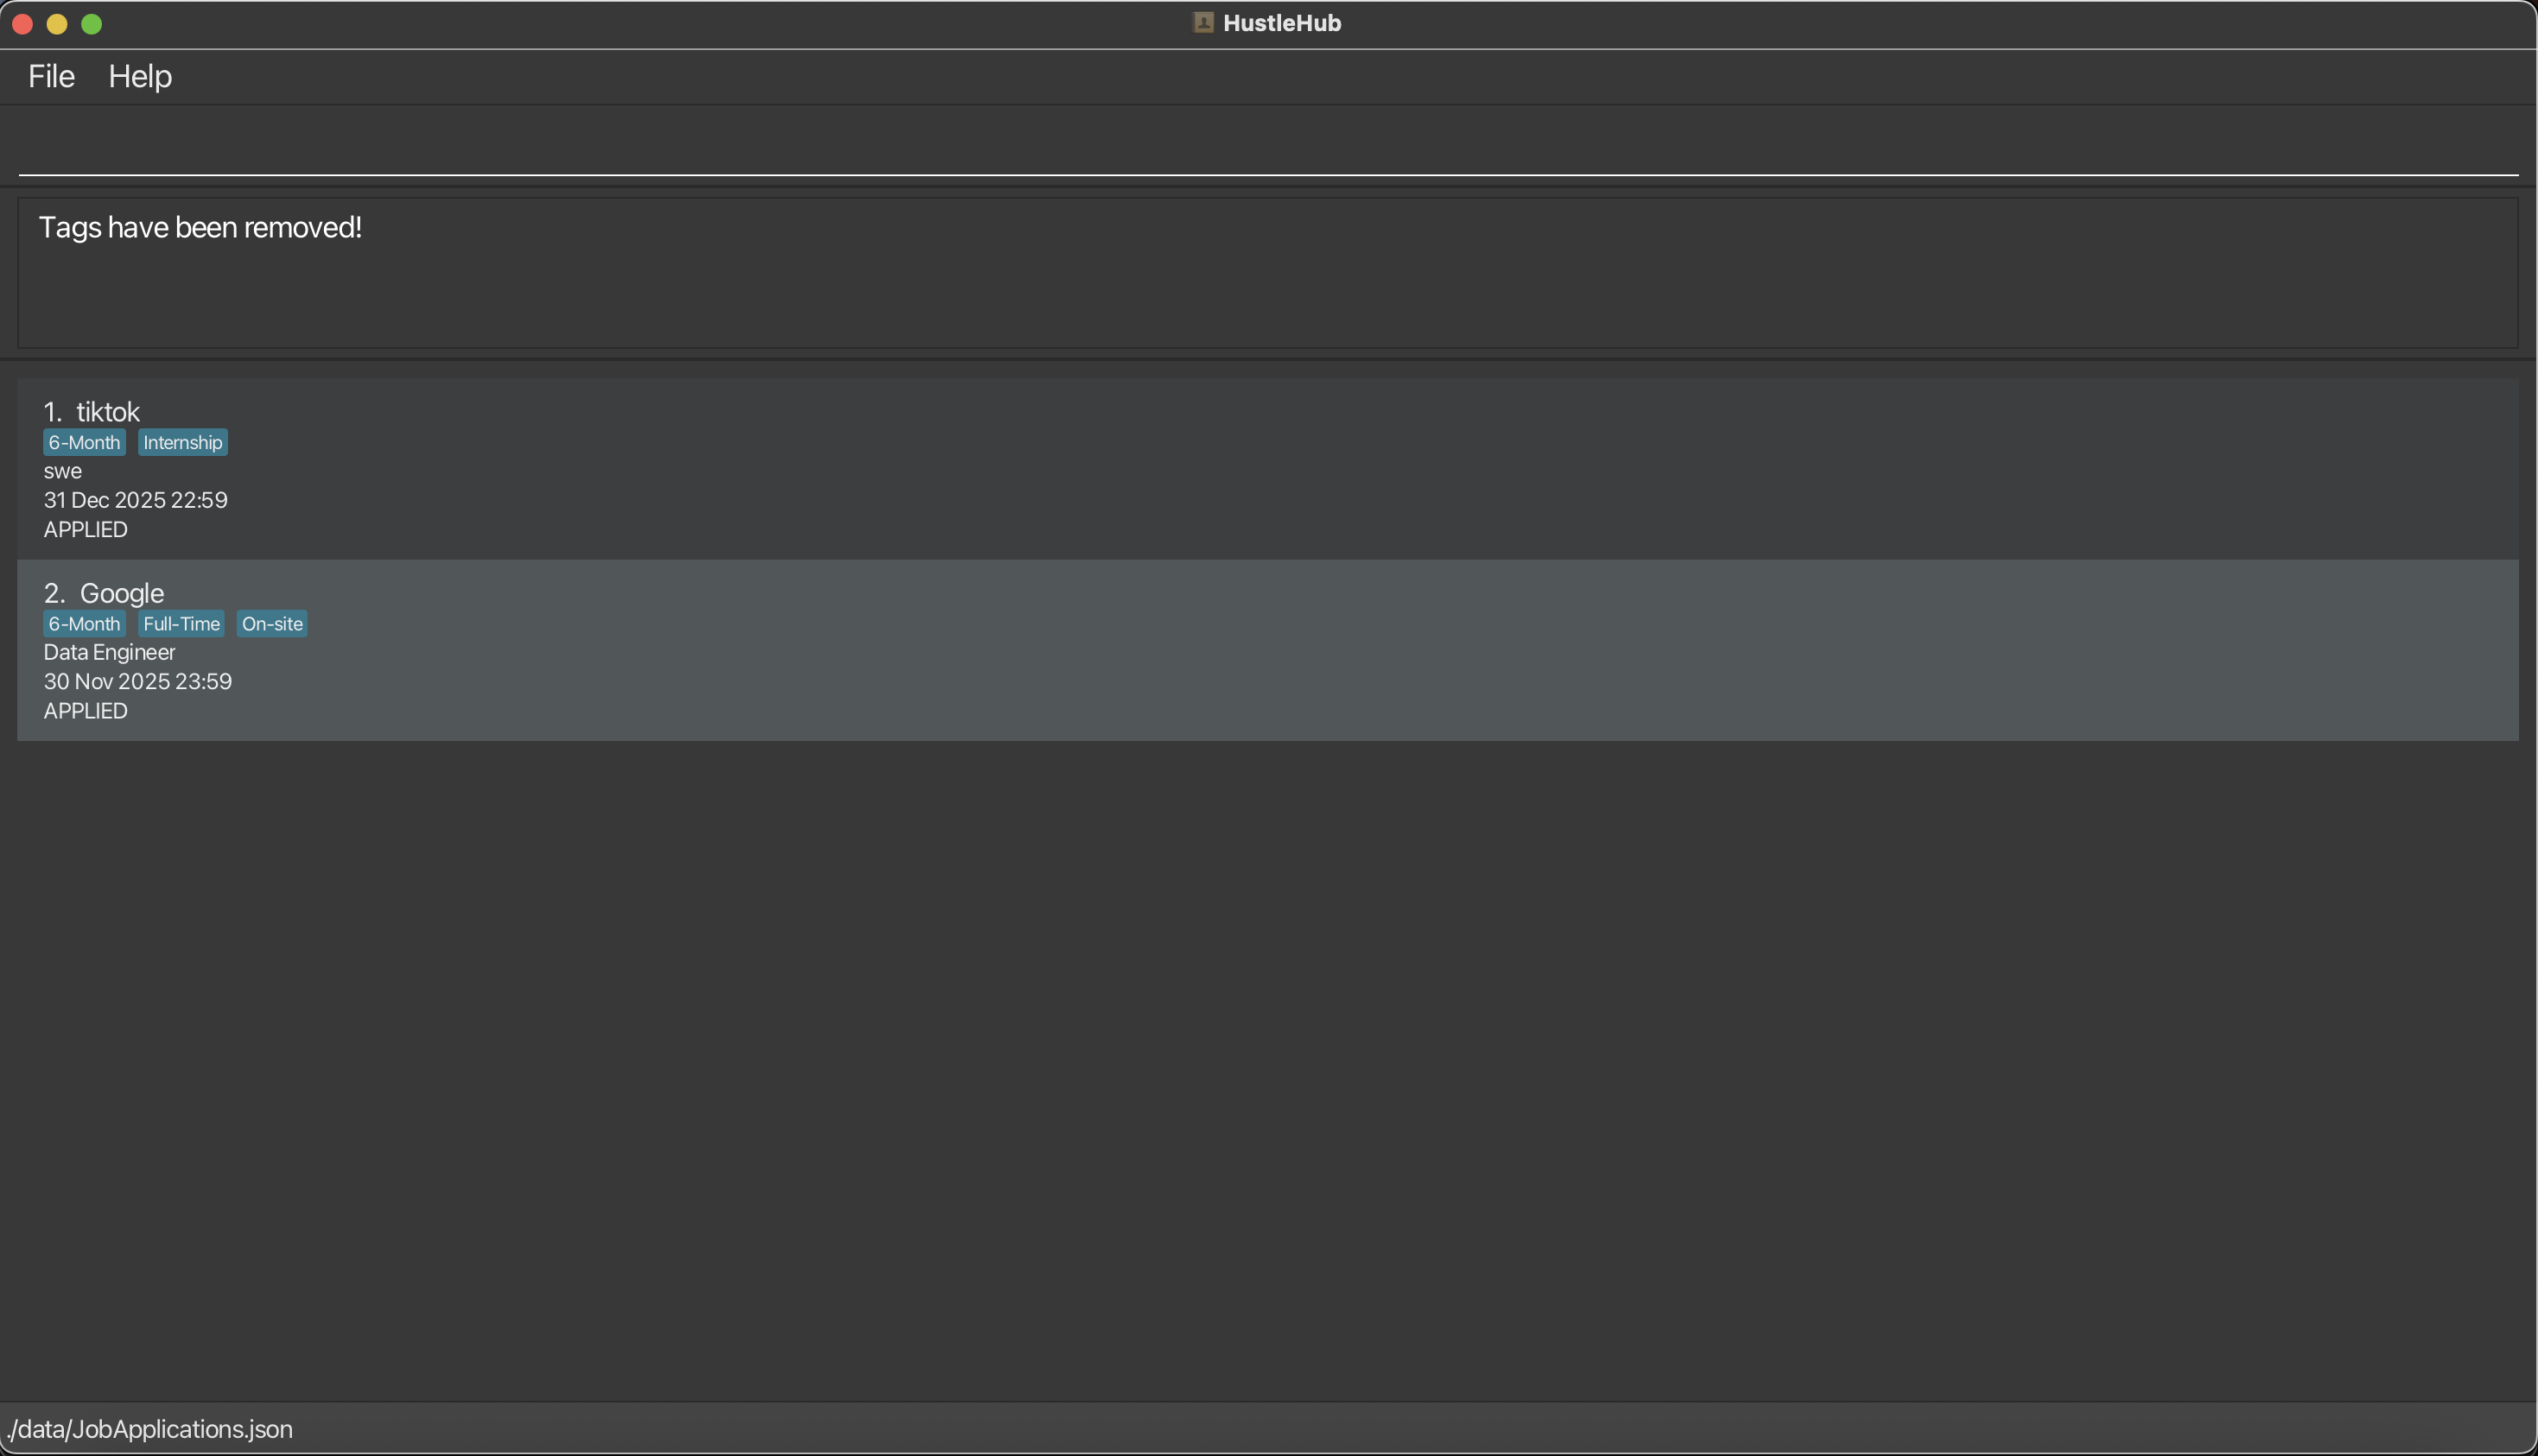 HustleHub
File Help
Tags have been removed!
1. tiktok
6-Month Internship
swe
31 Dec 2025 22:59
APPLIED
2. Google
6-Month Full-Time On-site
Data Engineer
30 Nov 2025 23:59
APPLIED
./data/JobApplications.json